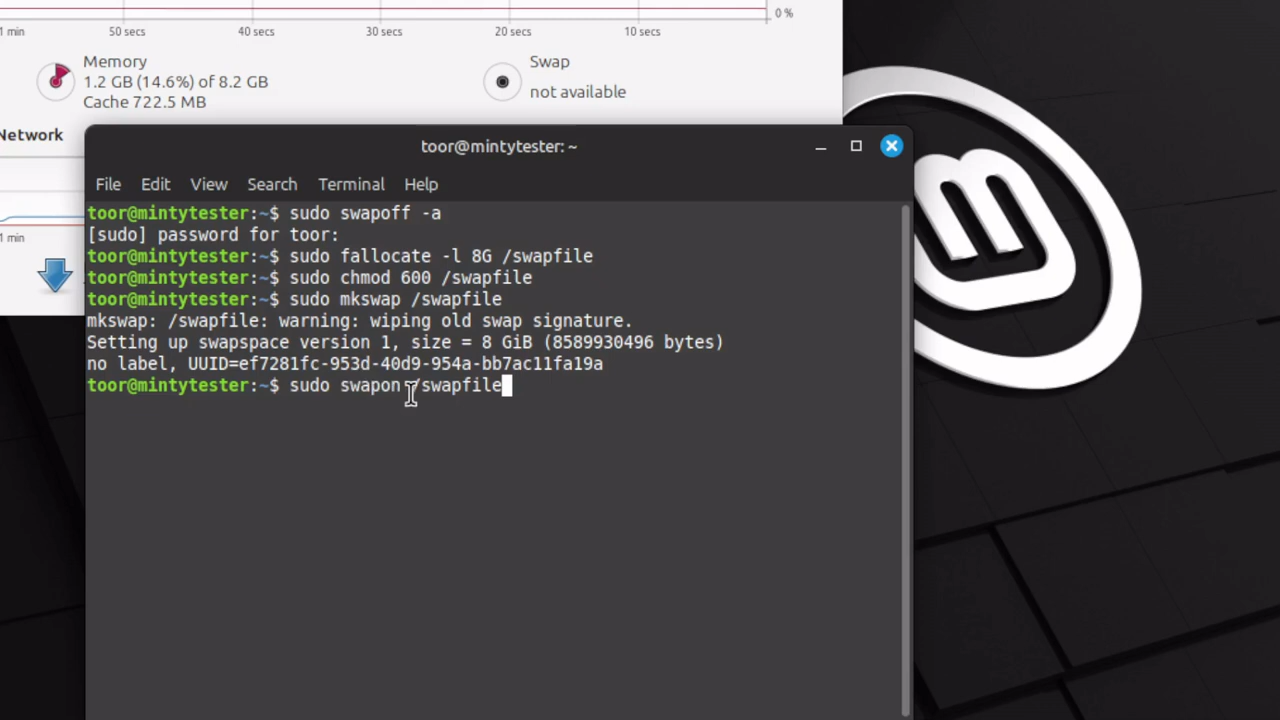 0 %
1 min 50 secs 40 secs 30 secs 20 secs 10 secs
Memory
1.2 GB (14.6%) of 8.2 GB
Cache 722.5 MB
Swap
not available
Network
1 min
toor@mintytester: ~
File Edit View Search Terminal Help
toor@mintytester:~$ sudo swapoff -a
[sudo] password for toor:
toor@mintytester:~$ sudo fallocate -l 8G /swapfile
toor@mintytester:~$ sudo chmod 600 /swapfile
toor@mintytester:~$ sudo mkswap /swapfile
mkswap: /swapfile: warning: wiping old swap signature.
Setting up swapspace version 1, size = 8 GiB (8589930496 bytes)
no label, UUID=ef7281fc-953d-40d9-954a-bb7ac11fa19a
toor@mintytester:~$ sudo swapon /swapfile